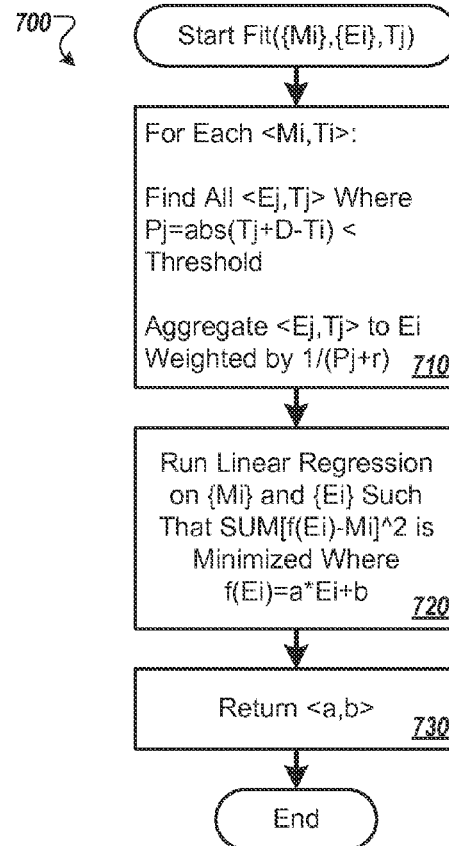 700
Start Fit({Mi},{Ei},Tj)
For Each <Mi,Ti>:
Find All <Ej,Tj> Where
Pj=abs(Tj+D-Ti) <
Threshold
Aggregate <Ej,Tj> to Ei
Weighted by 1/(Pj+r)
710
Run Linear Regression
on {Mi} and {Ei} Such
That SUM[f(Ei)-Mi]^2 is
Minimized Where
f(Ei)=a*Ei+b
720
Return <a,b>
730
End